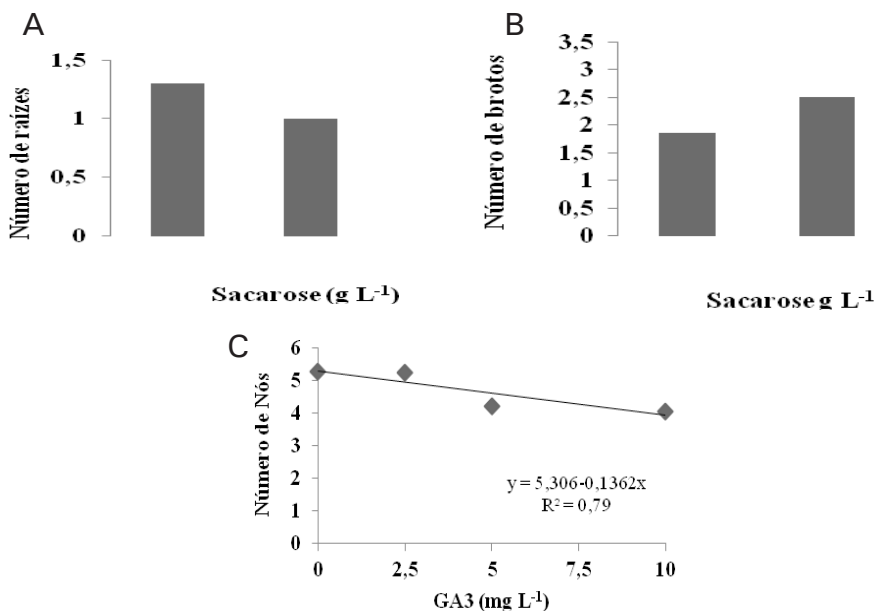 A
Número de raízes
1,5
1
0,5
0
Sacarose (g L-1)
B
Número de brotos
3,5
3
2,5
2
1,5
1
0,5
0
Sacarose g L-1
C
Número de Nós
6
5
4
3
2
1
0
y = 5,306-0,1362x
R² = 0,79
0 2,5 5 7,5 10
GA3 (mg L-1)